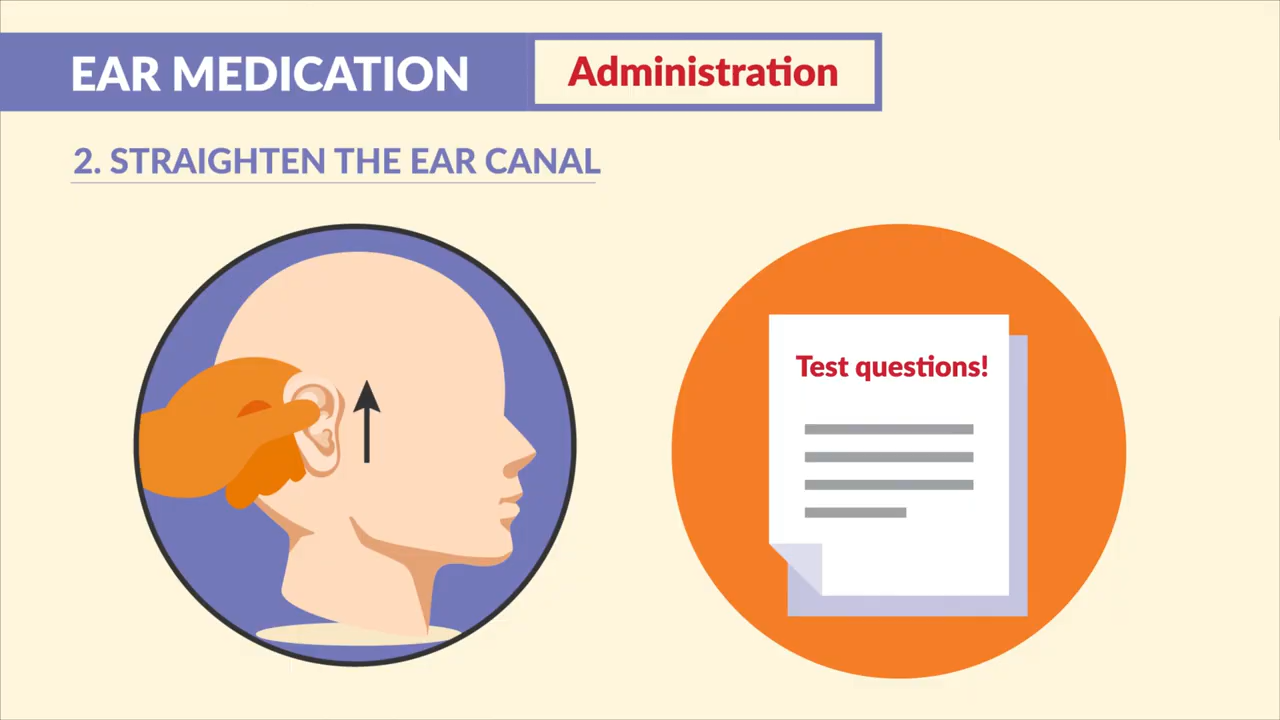 EAR MEDICATION
Administration
2. STRAIGHTEN THE EAR CANAL
Test questions!